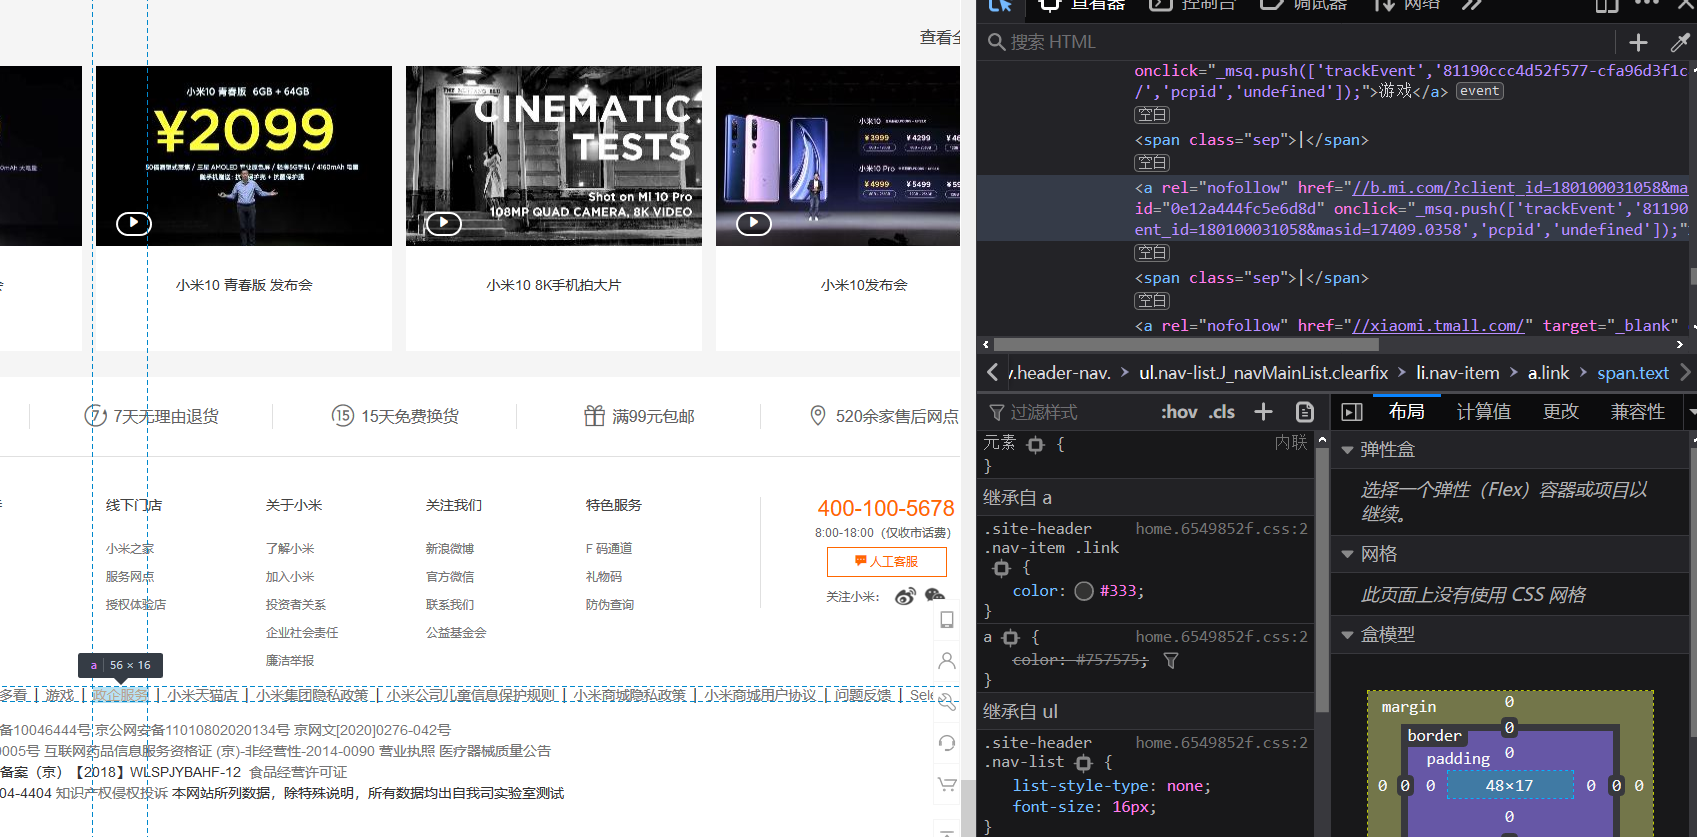 查看全
小米10 青春版 6GB + 64GB
¥2099
mAh 大电量
CINEMATIC
TESTS
Shot on MI 10 Pro
108MP QUAD CAMERA, 8K VIDEO
小米10
¥3999
¥4299
小米10 Pro
¥4999
¥5499
小米10 青春版 发布会
小米10 8K手机拍大片
小米10发布会
7天无理由退货
15天免费换货
满99元包邮
520余家售后网点
线下门店
关于小米
关注我们
特色服务
400-100-5678
8:00-18:00（仅收市话费）
人工客服
关注小米：
小米之家
了解小米
新浪微博
F 码通道
服务网点
加入小米
官方微信
礼物码
授权体验店
投资者关系
联系我们
防伪查询
企业社会责任
公益基金会
廉洁举报
a 56 × 16
多看 | 游戏 | 政企服务 | 小米天猫店 | 小米集团隐私政策 | 小米公司儿童信息保护规则 | 小米商城隐私政策 | 小米商城用户协议 | 问题反馈 | Sele
备10046444号 京公网安备11010802020134号 京网文[2020]0276-042号
0005号 互联网药品信息服务资格证 (京)-非经营性-2014-0090 营业执照 医疗器械质量公告
备案（京）【2018】WLSPJYBAHF-12 食品经营许可证
04-4404 知识产权侵权投诉 本网站所列数据，除特殊说明，所有数据均出自我司实验室测试
查看器 控制台 调试器 网络
搜索 HTML
onclick="_msq.push(['trackEvent','81190ccc4d52f577-cfa96d3f1c
/','pcpid','undefined']);">游戏</a> event
空白
<span class="sep">|</span>
空白
<a rel="nofollow" href="//b.mi.com/?client_id=180100031058&mas
id="0e12a444fc5e6d8d" onclick="_msq.push(['trackEvent','81190
ent_id=180100031058&masid=17409.0358','pcpid','undefined']);"
空白
<span class="sep">|</span>
空白
<a rel="nofollow" href="//xiaomi.tmall.com/" target="_blank"
v.header-nav. ul.nav-list.J_navMainList.clearfix li.nav-item a.link span.text
过滤样式 :hov .cls +
元素 { 内联
}
继承自 a
.site-header home.6549852f.css:2
.nav-item .link
{
color: #333;
}
a { home.6549852f.css:2
color: #757575;
}
继承自 ul
.site-header home.6549852f.css:2
.nav-list {
list-style-type: none;
font-size: 16px;
}
布局 计算值 更改 兼容性
弹性盒
选择一个弹性（Flex）容器或项目以
继续。
网格
此页面上没有使用 CSS 网格
盒模型
margin 0
border 0
padding 0
0 0 0 48×17 0 0 0
0